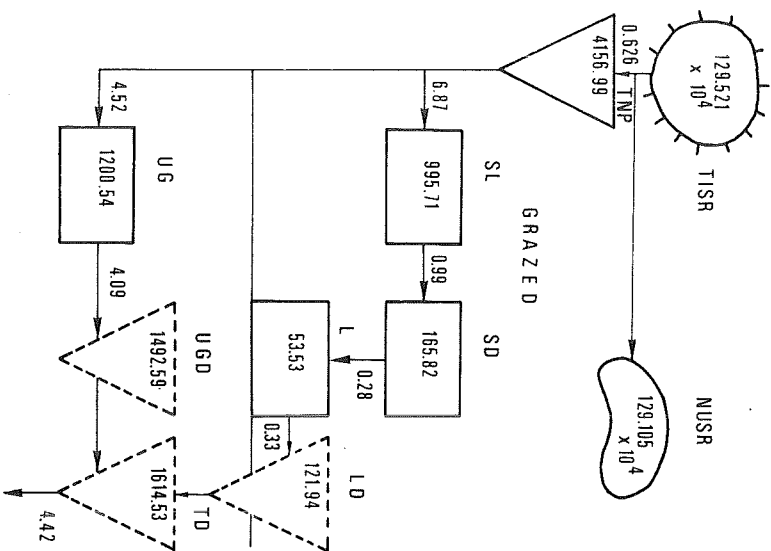 TISR
129.521
× 10⁴
NUSR
129.105
× 10⁴
0.626
TNP
4156.99
GRAZED
6.87
SL
995.71
0.99
SD
165.82
0.28
L
53.53
0.33
LD
121.94
4.52
UG
1200.54
4.09
UGD
1492.59
TD
1614.53
4.42